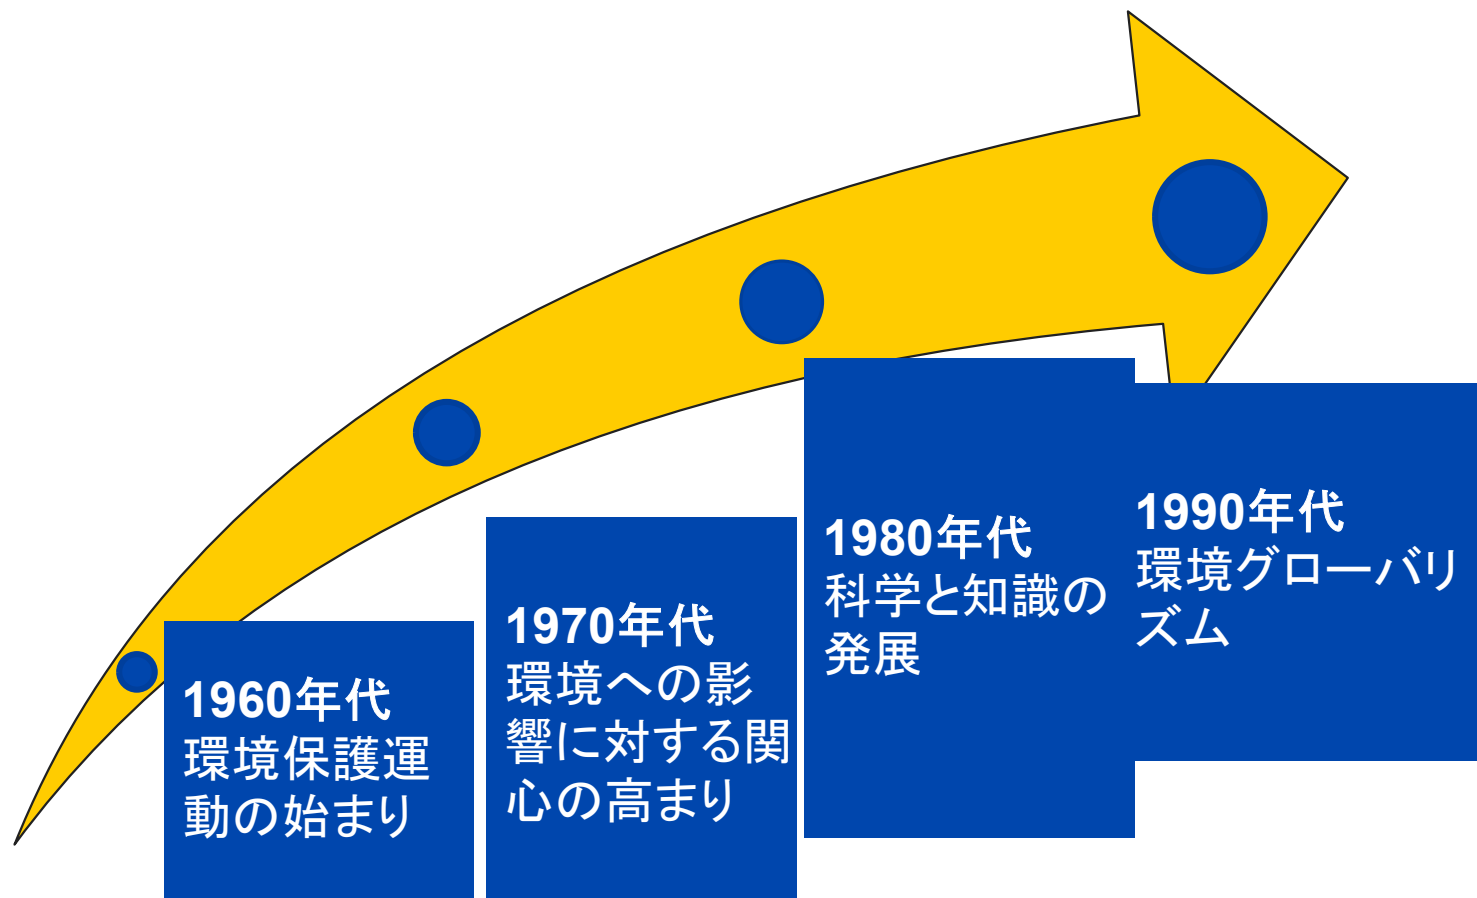 1960年代
環境保護運
動の始まり
1970年代
環境への影
響に対する関
心の高まり
1980年代
科学と知識の
発展
1990年代
環境グローバリ
ズム